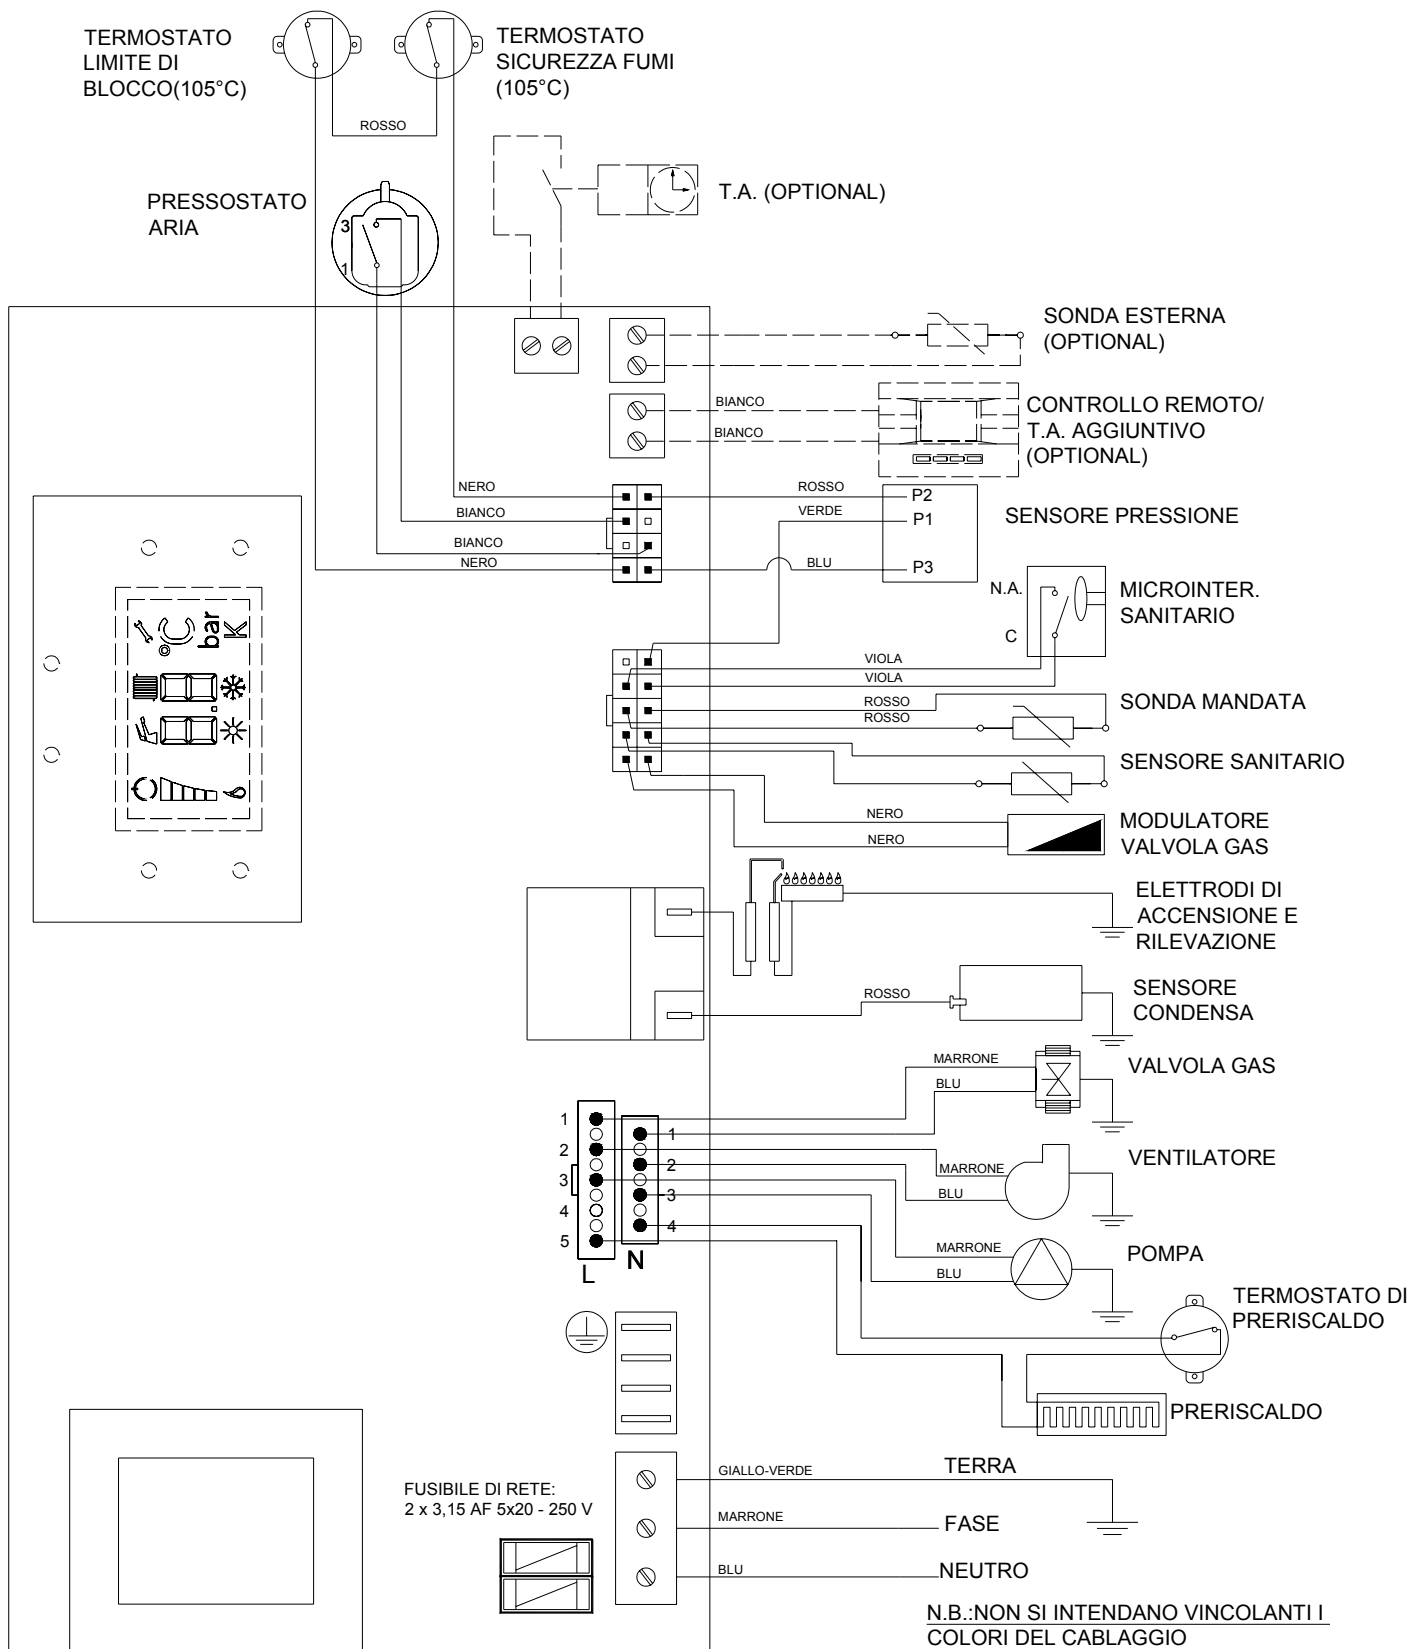 TERMOSTATO
LIMITE DI
BLOCCO(105°C)
TERMOSTATO
SICUREZZA FUMI
(105°C)
ROSSO
PRESSOSTATO
ARIA
3
1
T.A. (OPTIONAL)
SONDA ESTERNA
(OPTIONAL)
BIANCO
BIANCO
CONTROLLO REMOTO/
T.A. AGGIUNTIVO
(OPTIONAL)
NERO
BIANCO
BIANCO
NERO
ROSSO
VERDE
BLU
P2
P1
P3
SENSORE PRESSIONE
N.A.
C
MICROINTER.
SANITARIO
°C
bar
K
VIOLA
VIOLA
ROSSO
ROSSO
SONDA MANDATA
SENSORE SANITARIO
NERO
NERO
MODULATORE
VALVOLA GAS
ELETTRODI DI
ACCENSIONE E
RILEVAZIONE
ROSSO
SENSORE
CONDENSA
MARRONE
BLU
VALVOLA GAS
1
2
3
4
5
L
1
2
3
4
N
MARRONE
BLU
VENTILATORE
MARRONE
BLU
POMPA
TERMOSTATO DI
PRERISCALDO
PRERISCALDO
FUSIBILE DI RETE:
2 x 3,15 AF 5x20 - 250 V
GIALLO-VERDE
TERRA
MARRONE
FASE
BLU
NEUTRO
N.B.:NON SI INTENDANO VINCOLANTI I
COLORI DEL CABLAGGIO